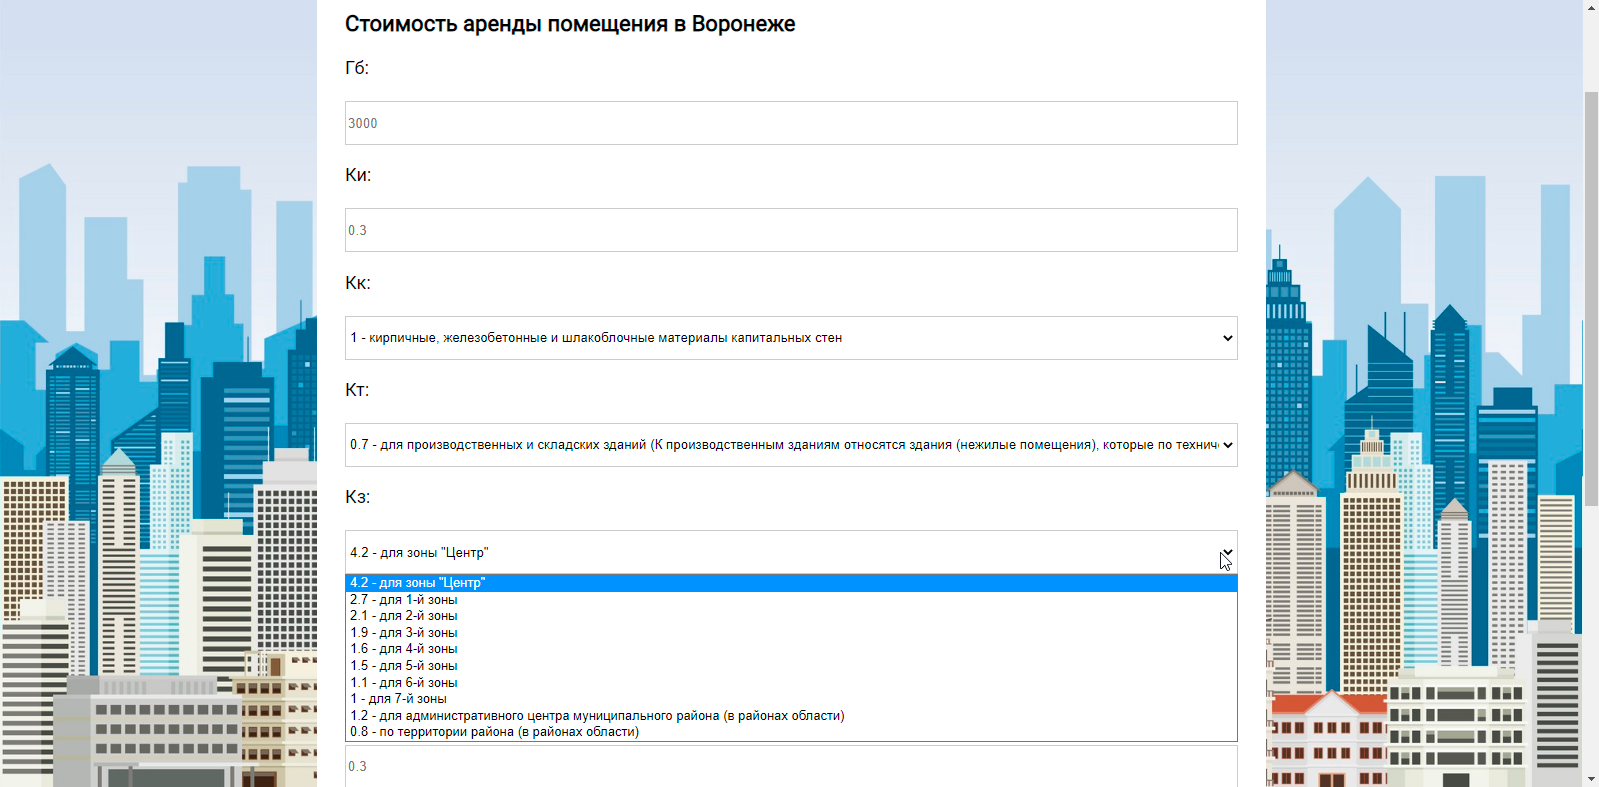 Стоимость аренды помещения в Воронеже
Гб:
3000
Ки:
0.3
Кк:
1 - кирпичные, железобетонные и шлакоблочные материалы капитальных стен
Кт:
0.7 - для производственных и складских зданий (К производственным зданиям относятся здания (нежилые помещения), которые по технич
Кз:
4.2 - для зоны "Центр"
4.2 - для зоны "Центр"
2.7 - для 1-й зоны
2.1 - для 2-й зоны
1.9 - для 3-й зоны
1.6 - для 4-й зоны
1.5 - для 5-й зоны
1.1 - для 6-й зоны
1 - для 7-й зоны
1.2 - для административного центра муниципального района (в районах области)
0.8 - по территории района (в районах области)
0.3